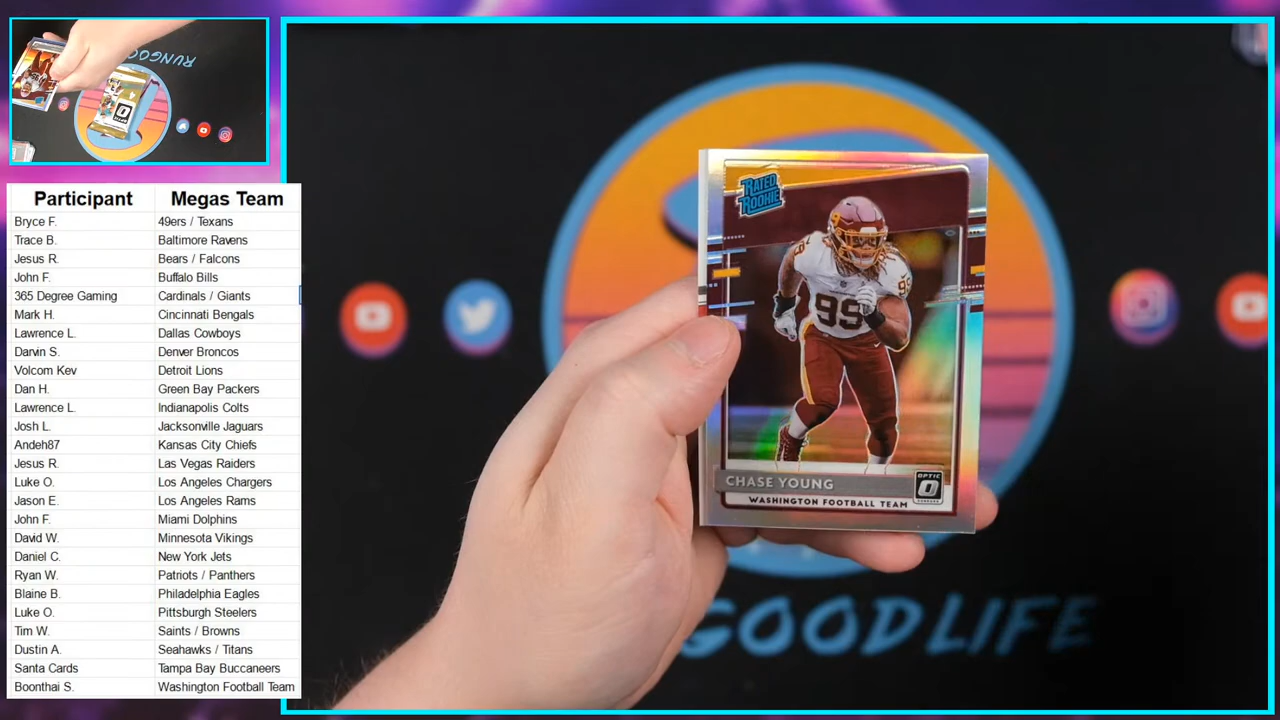 RUNGOOD
Participant Megas Team
Bryce F. 49ers / Texans
Trace B. Baltimore Ravens
Jesus R. Bears / Falcons
John F. Buffalo Bills
365 Degree Gaming Cardinals / Giants
Mark H. Cincinnati Bengals
Lawrence L. Dallas Cowboys
Darvin S. Denver Broncos
Volcom Kev Detroit Lions
Dan H. Green Bay Packers
Lawrence L. Indianapolis Colts
Josh L. Jacksonville Jaguars
Andeh87 Kansas City Chiefs
Jesus R. Las Vegas Raiders
Luke O. Los Angeles Chargers
Jason E. Los Angeles Rams
John F. Miami Dolphins
David W. Minnesota Vikings
Daniel C. New York Jets
Ryan W. Patriots / Panthers
Blaine B. Philadelphia Eagles
Luke O. Pittsburgh Steelers
Tim W. Saints / Browns
Dustin A. Seahawks / Titans
Santa Cards Tampa Bay Buccaneers
Boonthai S. Washington Football Team
RATED
ROOKIE
99
99
CHASE YOUNG
OPTIC
WASHINGTON FOOTBALL TEAM
GOODLIFE